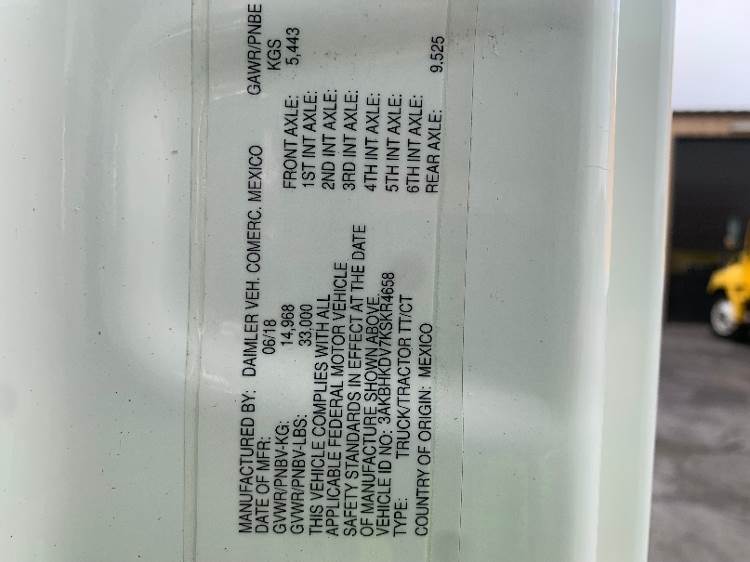 MANUFACTURED BY: DAIMLER VEH. COMERC. MEXICO GAWR/PNBE
DATE OF MFR: 06/18 KGS
GVWR/PNBV-KG: 14,968 FRONT AXLE: 5,443
GVWR/PNBV-LBS: 33,000 1ST INT AXLE:
THIS VEHICLE COMPLIES WITH ALL 2ND INT AXLE:
APPLICABLE FEDERAL MOTOR VEHICLE 3RD INT AXLE:
SAFETY STANDARDS IN EFFECT AT THE DATE 4TH INT AXLE:
OF MANUFACTURE SHOWN ABOVE. 5TH INT AXLE:
VEHICLE ID NO: 3AKBHKDV7KSKR4658 6TH INT AXLE:
TYPE: TRUCK/TRACTOR TT/CT REAR AXLE: 9.525
COUNTRY OF ORIGIN: MEXICO